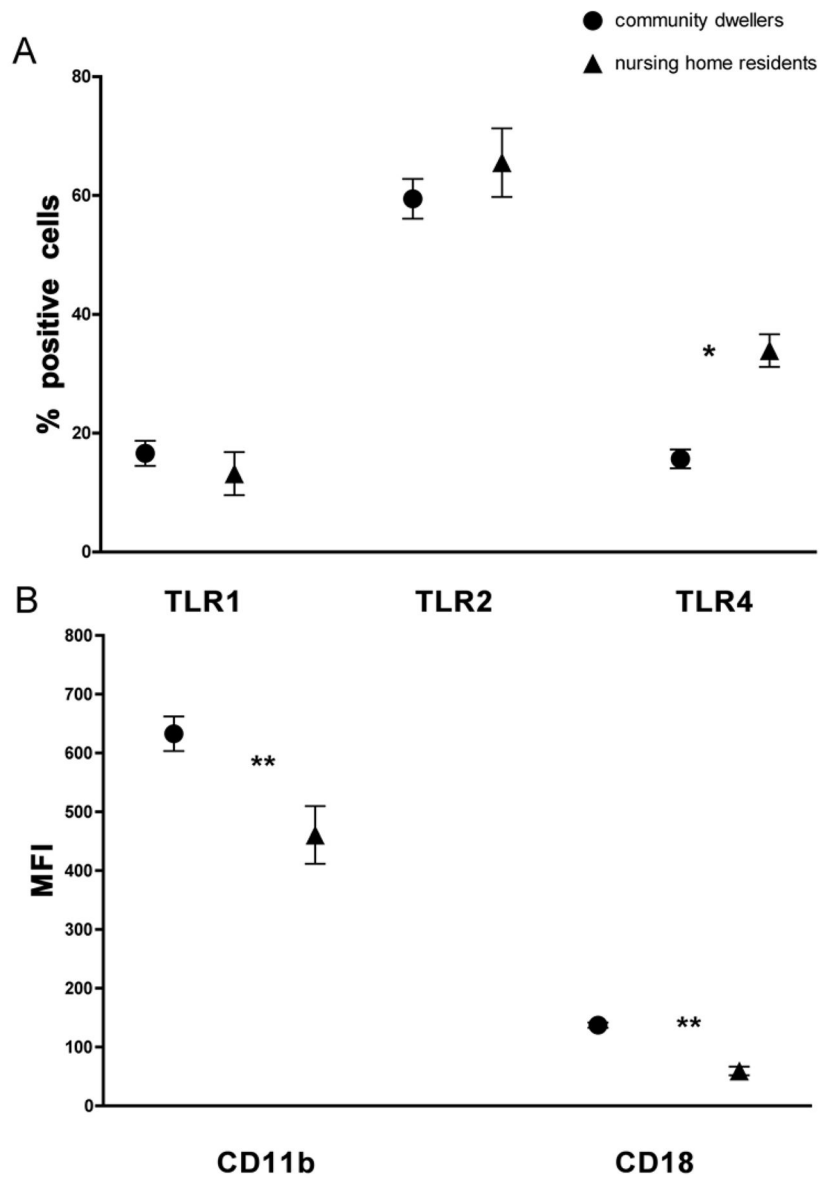 community dwellers
nursing home residents
A
80
60
40
20
0
% positive cells
*
TLR1 TLR2 TLR4
B
800
700
600
500
400
300
200
100
0
MFI
**
**
CD11b CD18